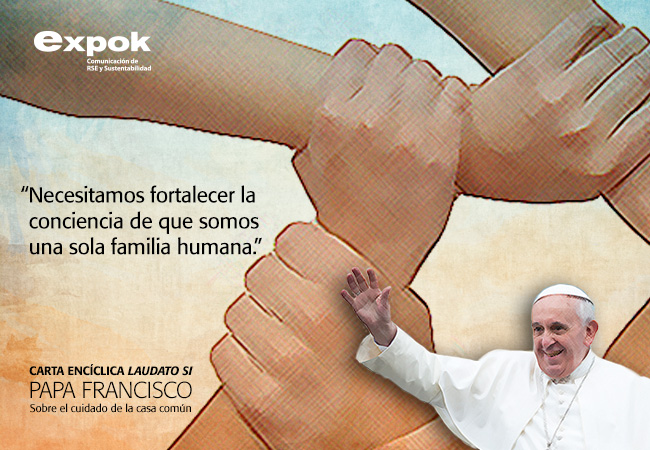 expok
Comunicación de
RSE y Sustentabilidad
“Necesitamos fortalecer la
conciencia de que somos
una sola familia humana.”
CARTA ENCÍCLICA LAUDATO SI
PAPA FRANCISCO
Sobre el cuidado de la casa común